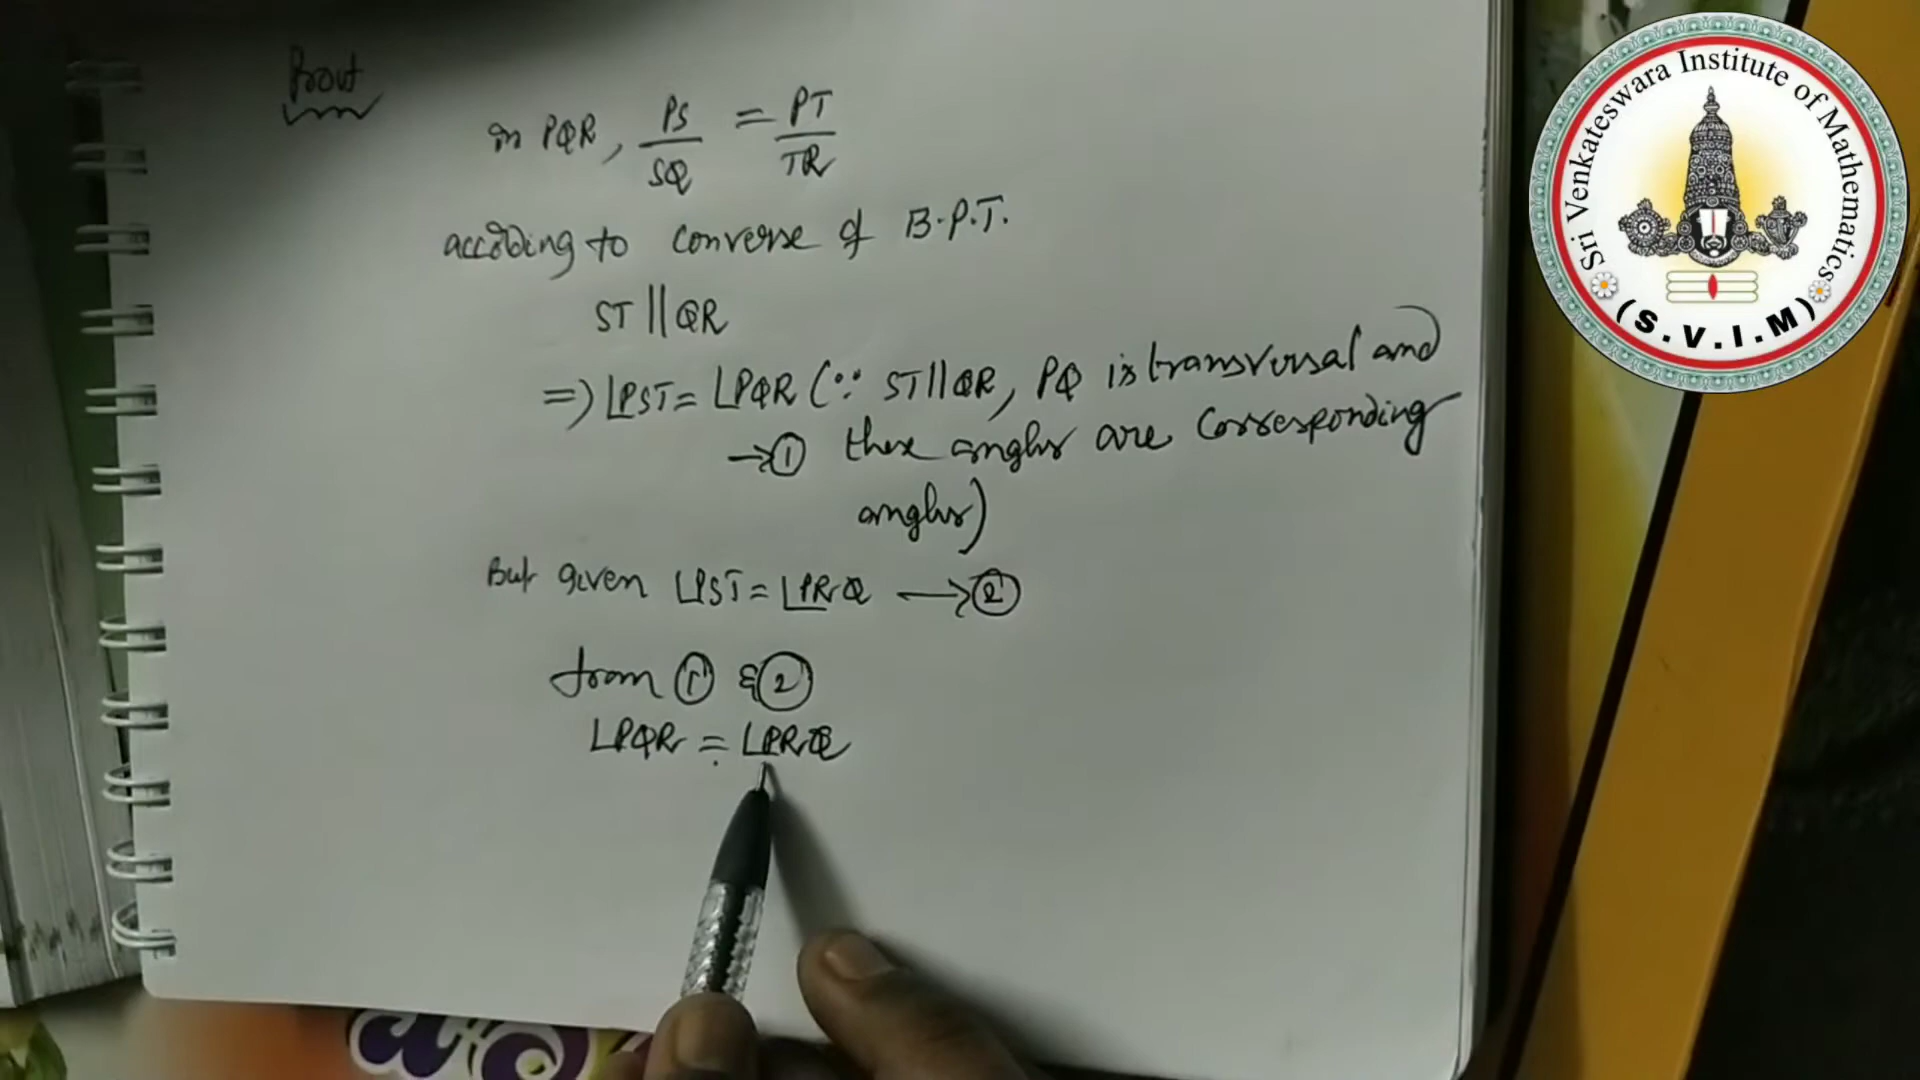 Proof
in PQR, PS/SQ = PT/TR
according to converse of B.P.T.
ST || QR
=> ∠PST = ∠PQR (∵ ST || QR, PQ is transversal and
→ ① these angles are corresponding
angles)
But given ∠PST = ∠PRQ → ②
from ① & ②
∠PQR = ∠PRQ
Sri Venkateswara Institute of Mathematics
(S.V.I.M)